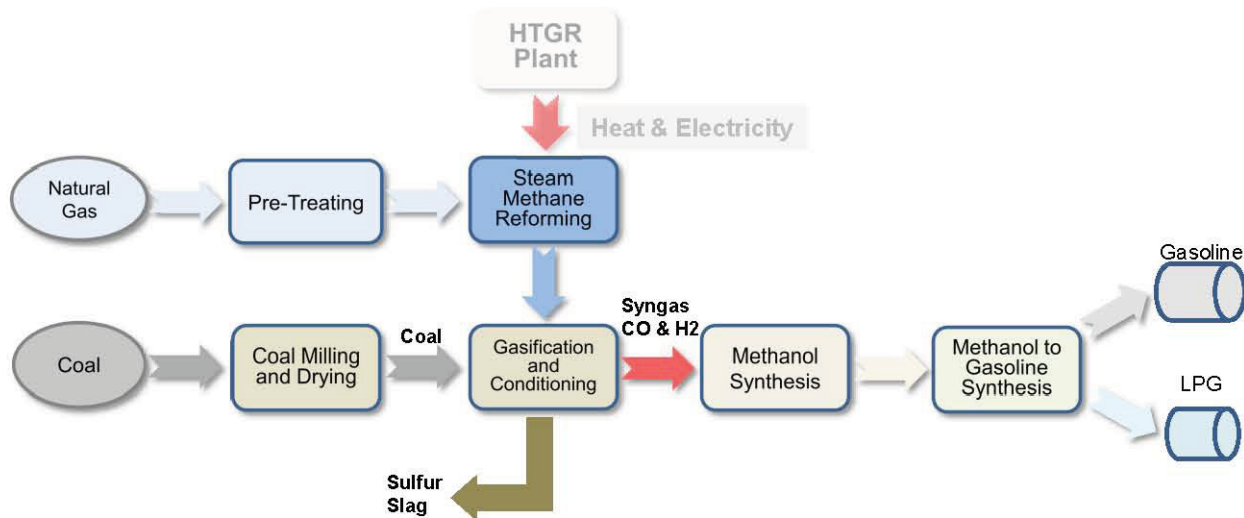 HTGR
Plant
Heat & Electricity
Natural
Gas
Pre-Treating
Steam
Methane
Reforming
Gasoline
Coal
Coal Milling
and Drying
Coal
Gasification
and
Conditioning
Syngas
CO & H2
Methanol
Synthesis
Methanol to
Gasoline
Synthesis
LPG
Sulfur
Slag